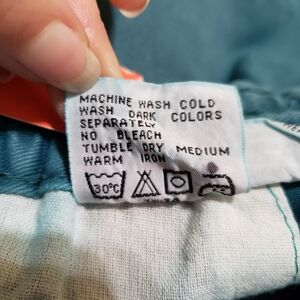 MACHINE WASH COLD
WASH DARK COLORS
SEPARATELY
NO BLEACH
TUMBLE DRY MEDIUM
WARM IRON
30°C